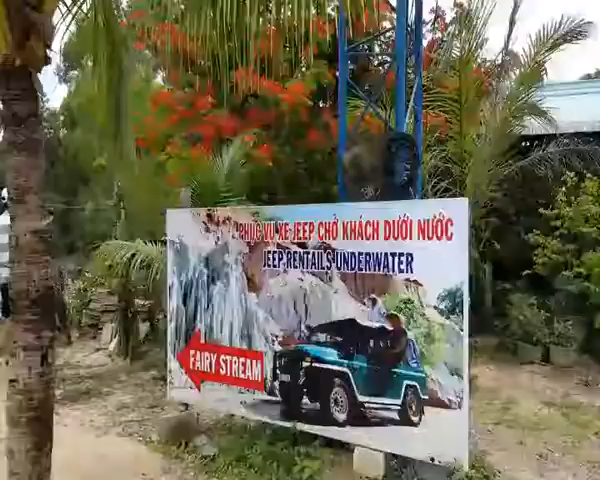 PHỤC VỤ XE JEEP CHỞ KHÁCH DƯỚI NƯỚC
JEEP RENTAILS UNDERWATER
FAIRY STREAM